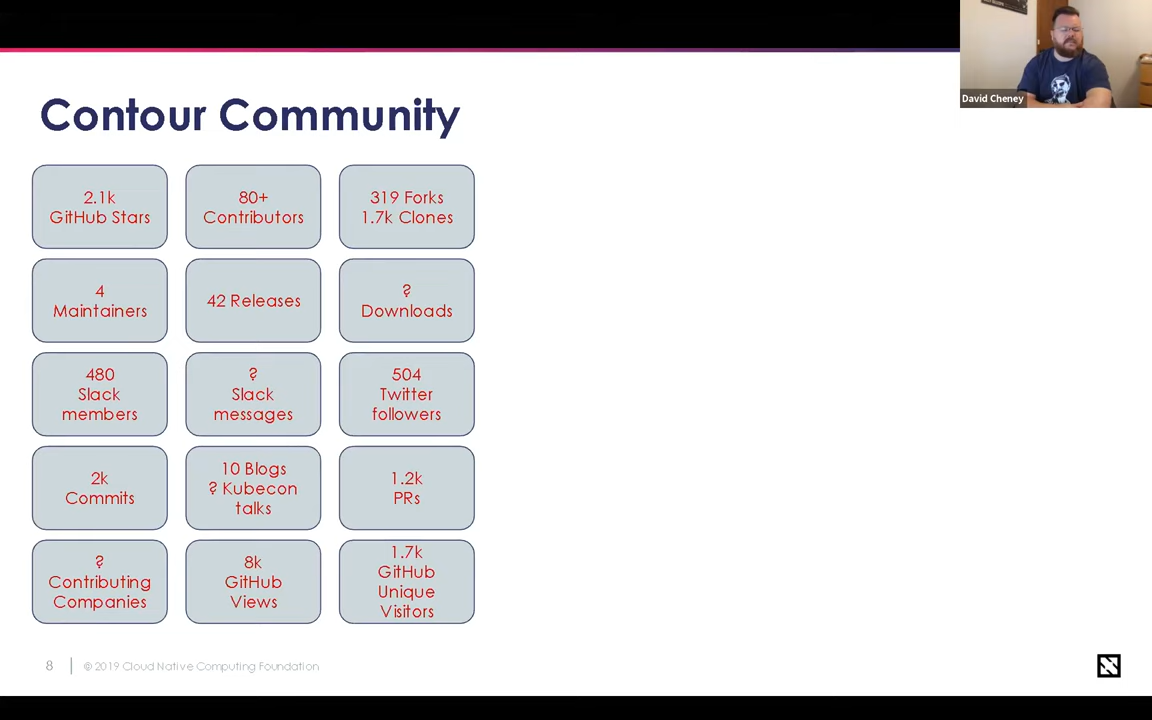 David Cheney
Contour Community
2.1k
GitHub Stars
80+
Contributors
319 Forks
1.7k Clones
4
Maintainers
42 Releases
?
Downloads
480
Slack
members
?
Slack
messages
504
Twitter
followers
2k
Commits
10 Blogs
? Kubecon
talks
1.2k
PRs
?
Contributing
Companies
8k
GitHub
Views
1.7k
GitHub
Unique
Visitors
8
© 2019 Cloud Native Computing Foundation